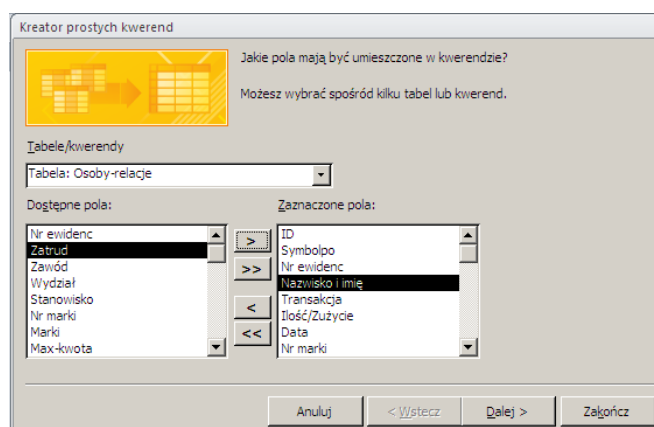 Kreator prostych kwerend
Jakie pola mają być umieszczone w kwerendzie?
Możesz wybrać spośród kilku tabel lub kwerend.
Tabele/kwerendy
Tabela: Osoby-relacje
Dostępne pola:
Nr ewidenc
Zatrud
Zawód
Wydział
Stanowisko
Nr marki
Marki
Max-kwota
>
>>
<
<<
Zaznaczone pola:
ID
Symbolpo
Nr ewidenc
Nazwisko i imię
Transakcja
Ilość/Zużycie
Data
Nr marki
Anuluj
< Wstecz
Dalej >
Zakończ